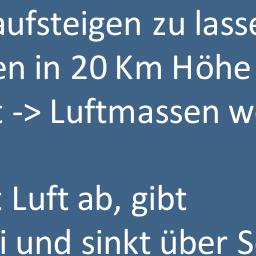 aufsteigen zu lasse
en in 20 Km Höhe
t -> Luftmassen we
t Luft ab, gibt
i und sinkt über S